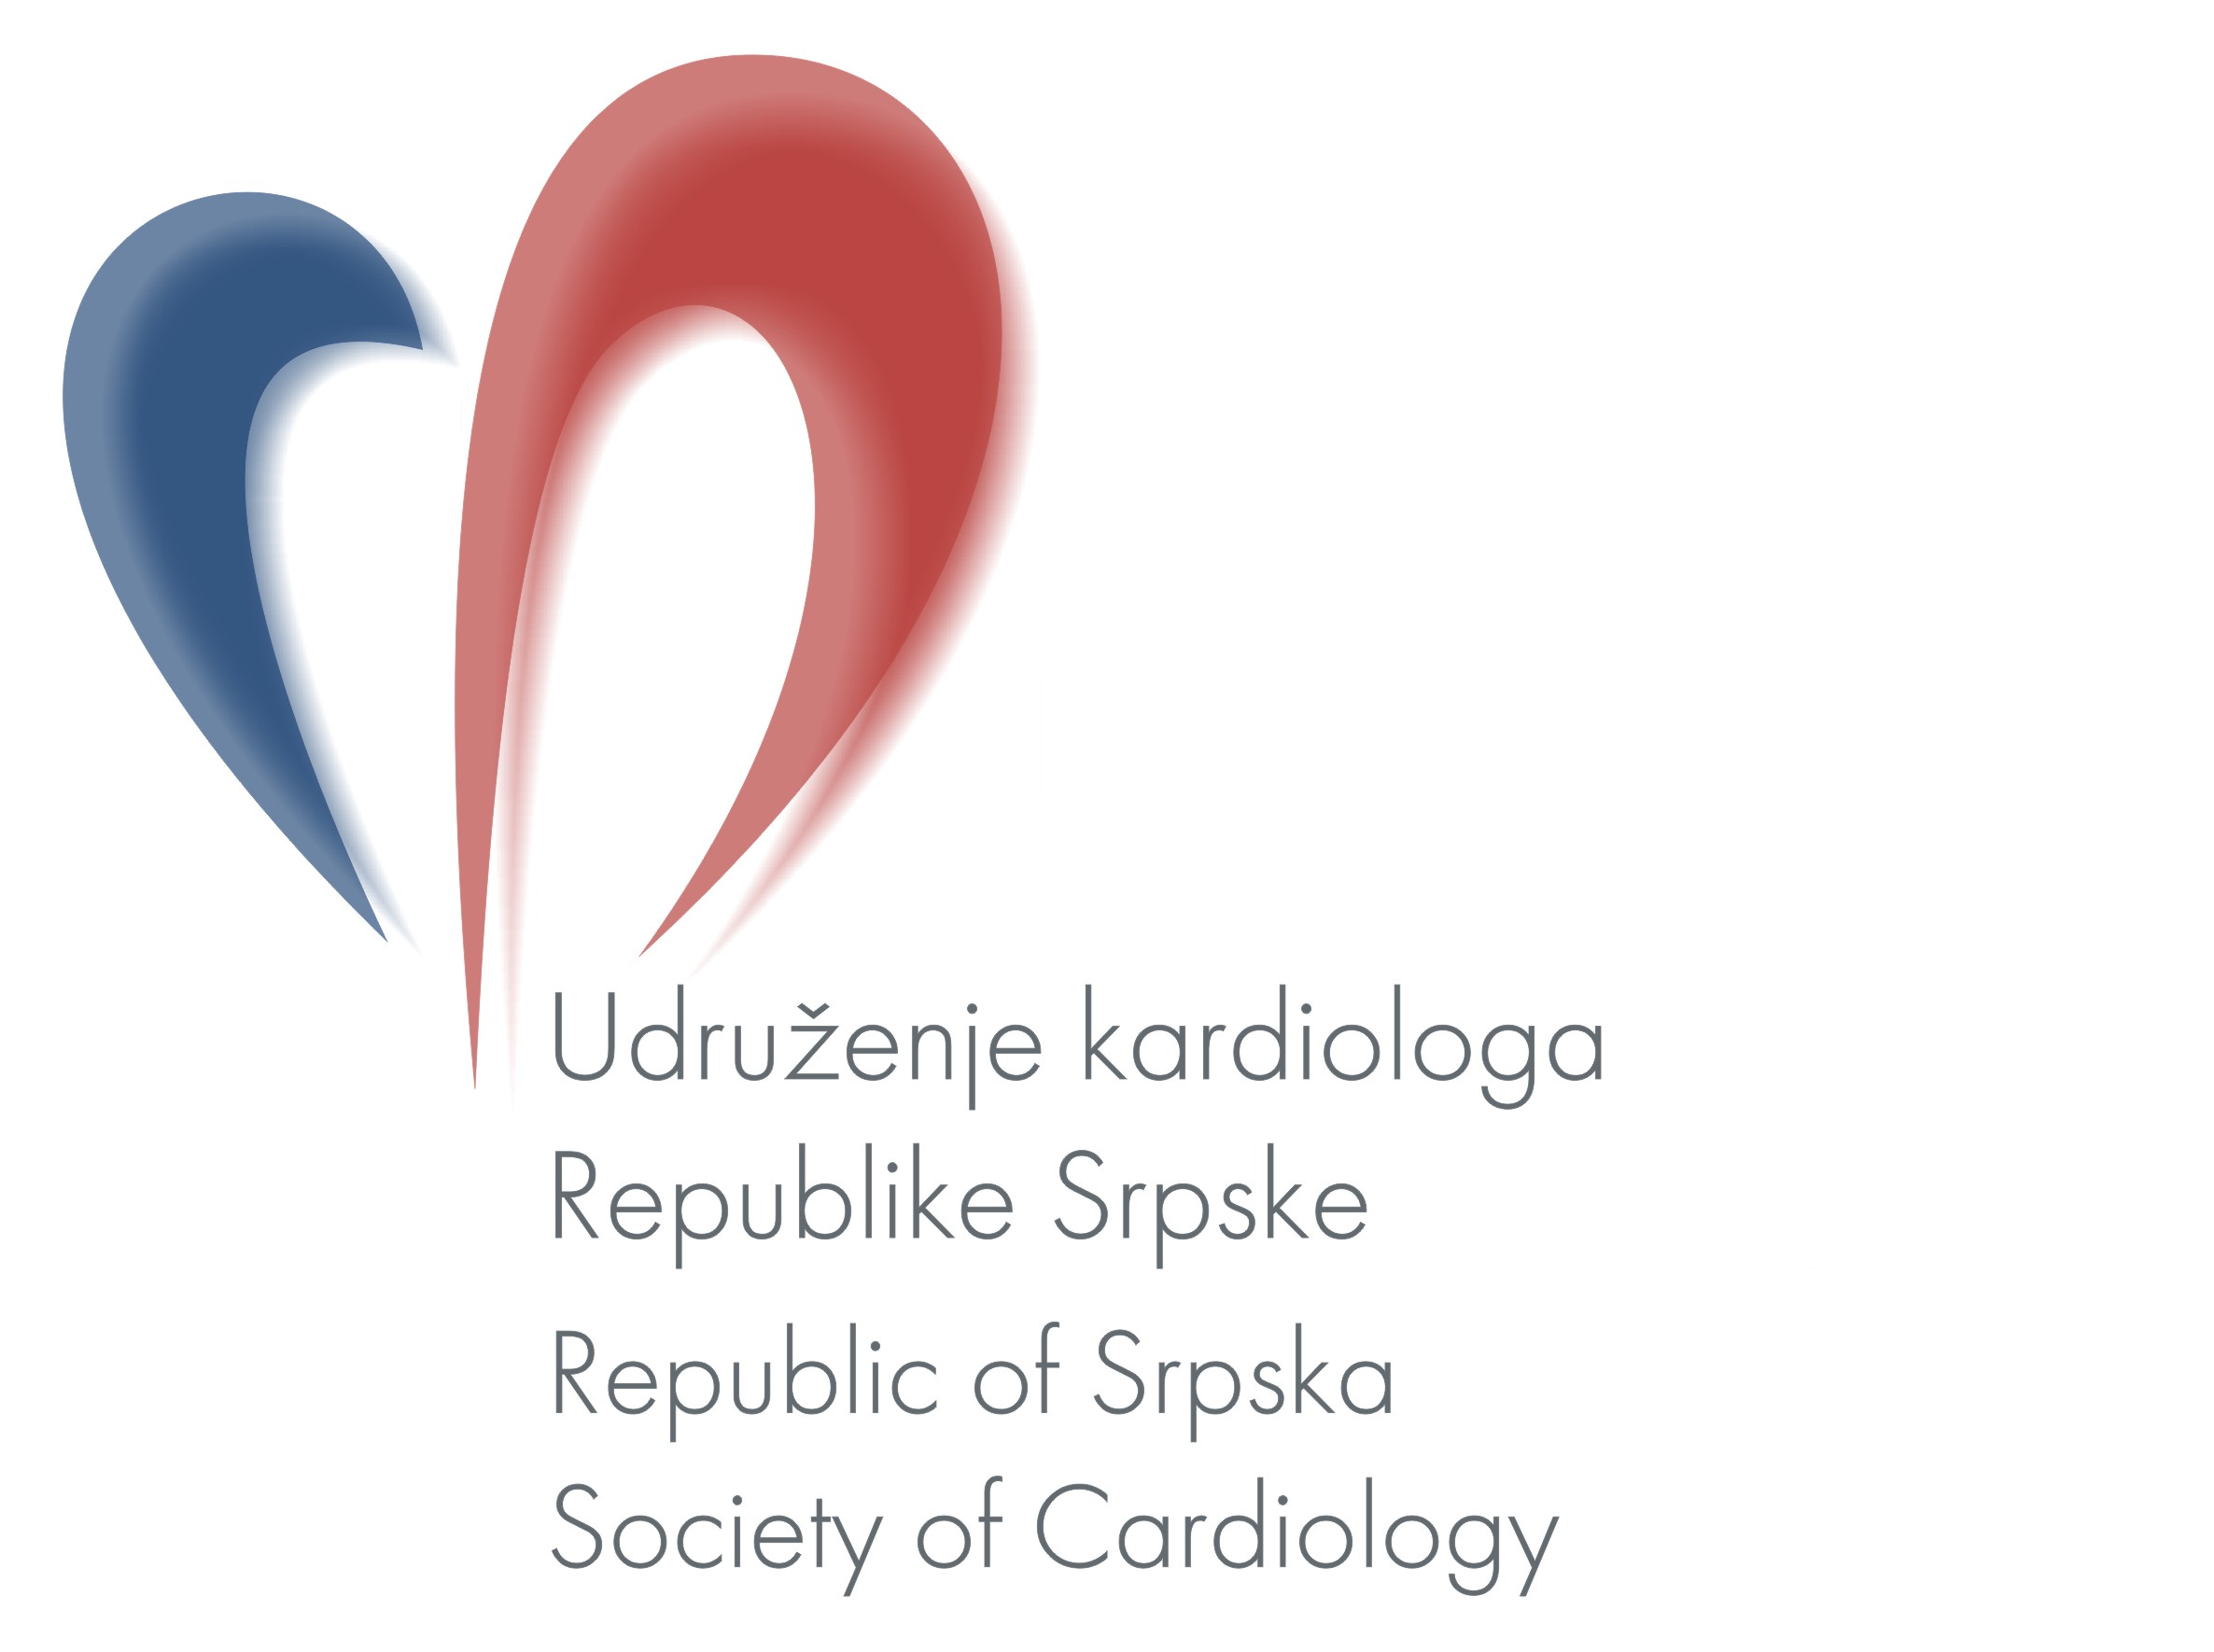 Udruženje kardiologa
Republike Srpske
Republic of Srpska
Society of Cardiology